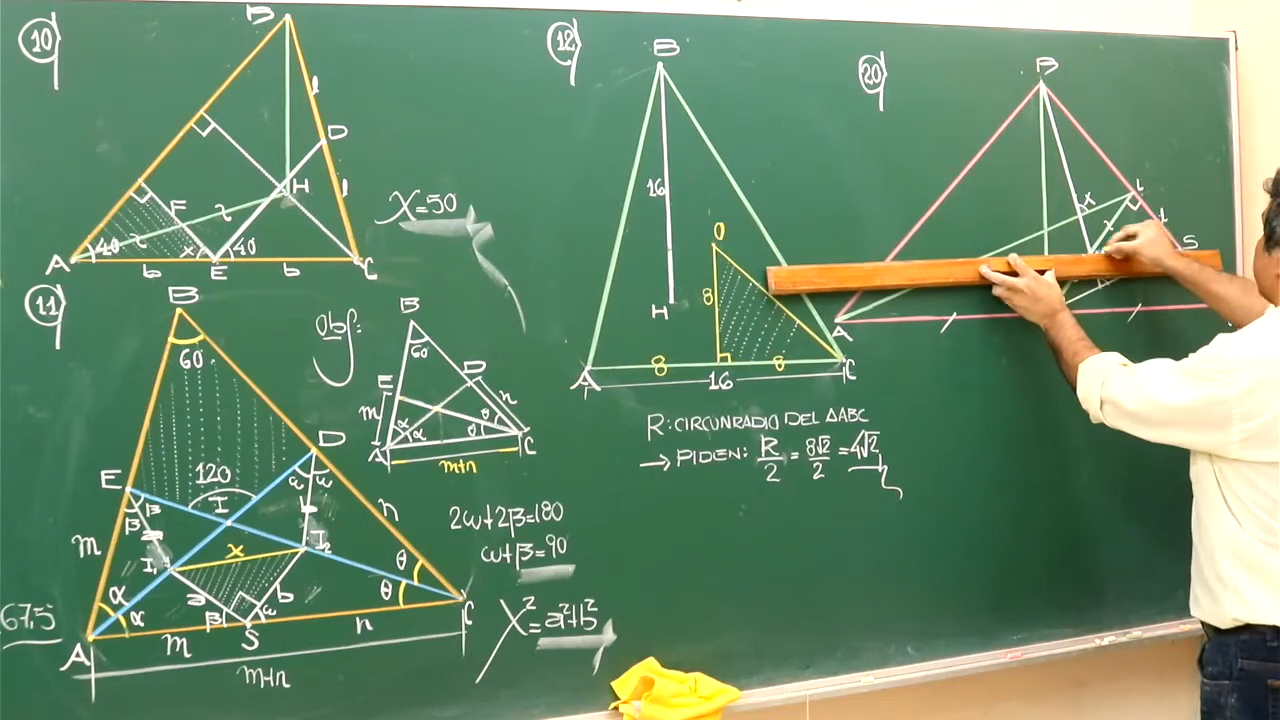 10
B
l
D
H
l
F
40
x
40
A
b
E
b
C
X=50
11
B
60
D
E
120
I
ω
ω
β
β
m
n
I₁
x
I₂
a
b
α
α
θ
θ
β
ω
A
m
S
n
C
m+n
67,5
obs:
B
60
D
E
n
m
α
α
θ
θ
A
C
m+n
2ω+2β=180
ω+β=90
X²=a²+b²
12
B
16
O
H
8
8
8
A
16
C
R: CIRCUNRADIO DEL ΔABC
→ PIDEN: R/2 = 8√2/2 = 4√2
20
B
L
x
l
S
A